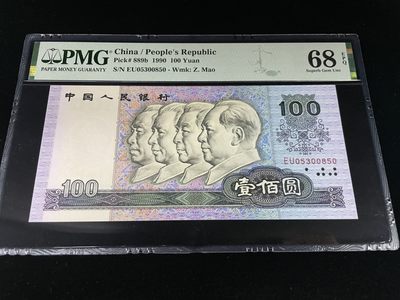 PMG
PAPER MONEY GUARANTY
China / People's Republic
Pick# 889b 1990 100 Yuan
S/N EU05300850 - Wmk: Z. Mao
68 EPQ
Superb Gem Unc
中国人民银行
100
EU05300850
100
壹佰圆